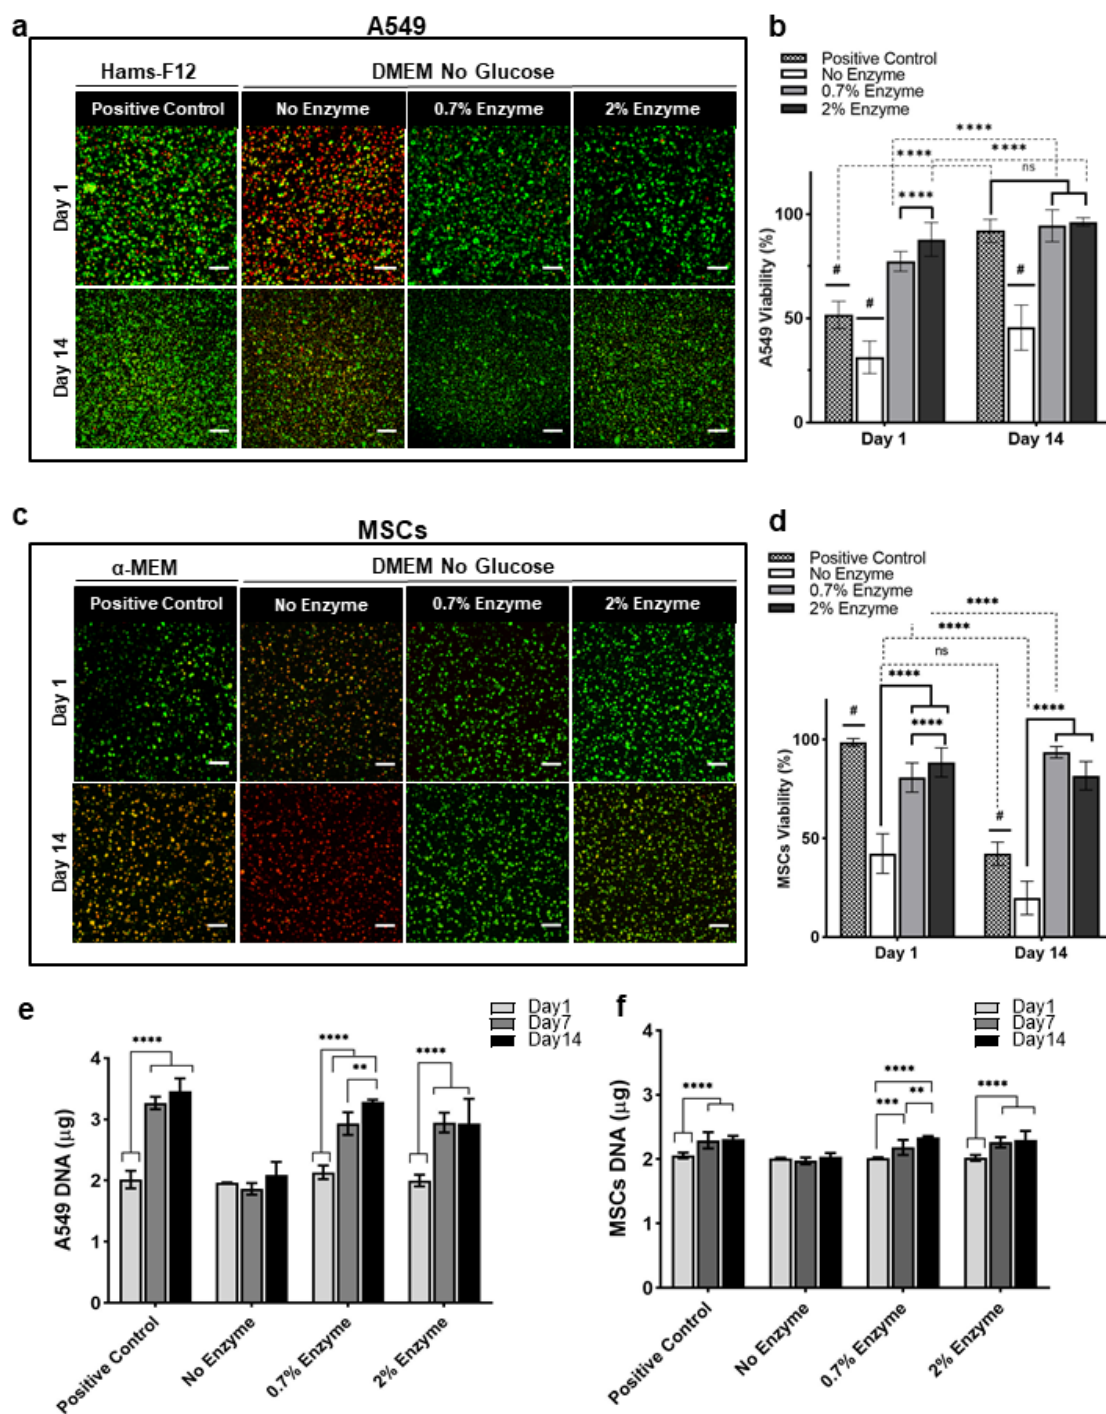 a
A549
Hams-F12
DMEM No Glucose
Positive Control
No Enzyme
0.7% Enzyme
2% Enzyme
Day 1
Day 14
b
Positive Control
No Enzyme
0.7% Enzyme
2% Enzyme
****
****
****
ns
****
#
#
#
A549 Viability (%)
100
50
0
Day 1
Day 14
c
MSCs
α-MEM
DMEM No Glucose
Positive Control
No Enzyme
0.7% Enzyme
2% Enzyme
Day 1
Day 14
d
Positive Control
No Enzyme
0.7% Enzyme
2% Enzyme
****
****
ns
****
****
****
#
#
MSCs Viability (%)
100
50
0
Day 1
Day 14
e
Day1
Day7
Day14
****
****
**
****
A549 DNA (μg)
4
3
2
1
0
Positive Control
No Enzyme
0.7% Enzyme
2% Enzyme
f
Day1
Day7
Day14
****
****
***
**
****
MSCs DNA (μg)
4
3
2
1
0
Positive Control
No Enzyme
0.7% Enzyme
2% Enzyme